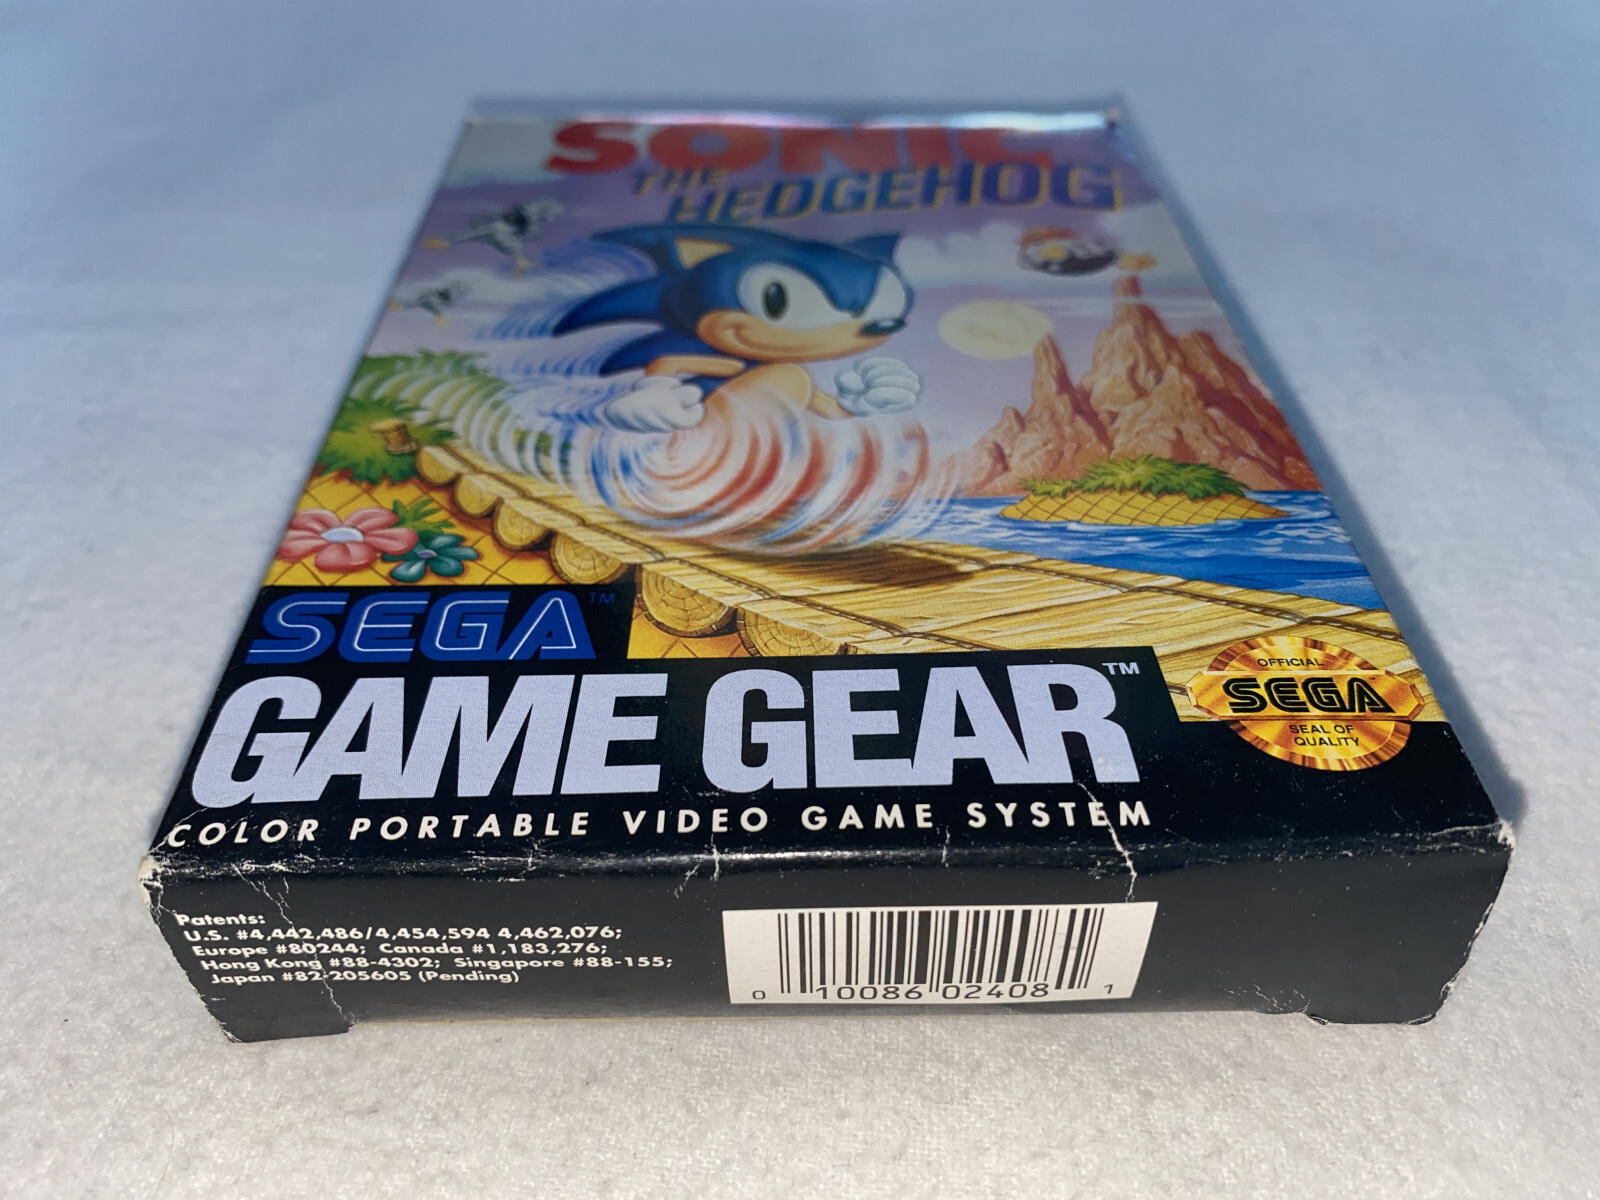 SONIC
THE
HEDGEHOG
SEGA™
GAME GEAR™
COLOR PORTABLE VIDEO GAME SYSTEM
OFFICIAL
SEGA™
SEAL OF
QUALITY
Patents:
U.S. #4,442,486/4,454,594 4,462,076;
Europe #80244; Canada #1,183,276;
Hong Kong #88-4302; Singapore #88-155;
Japan #82-205605 (Pending)
0 10086 02408 1